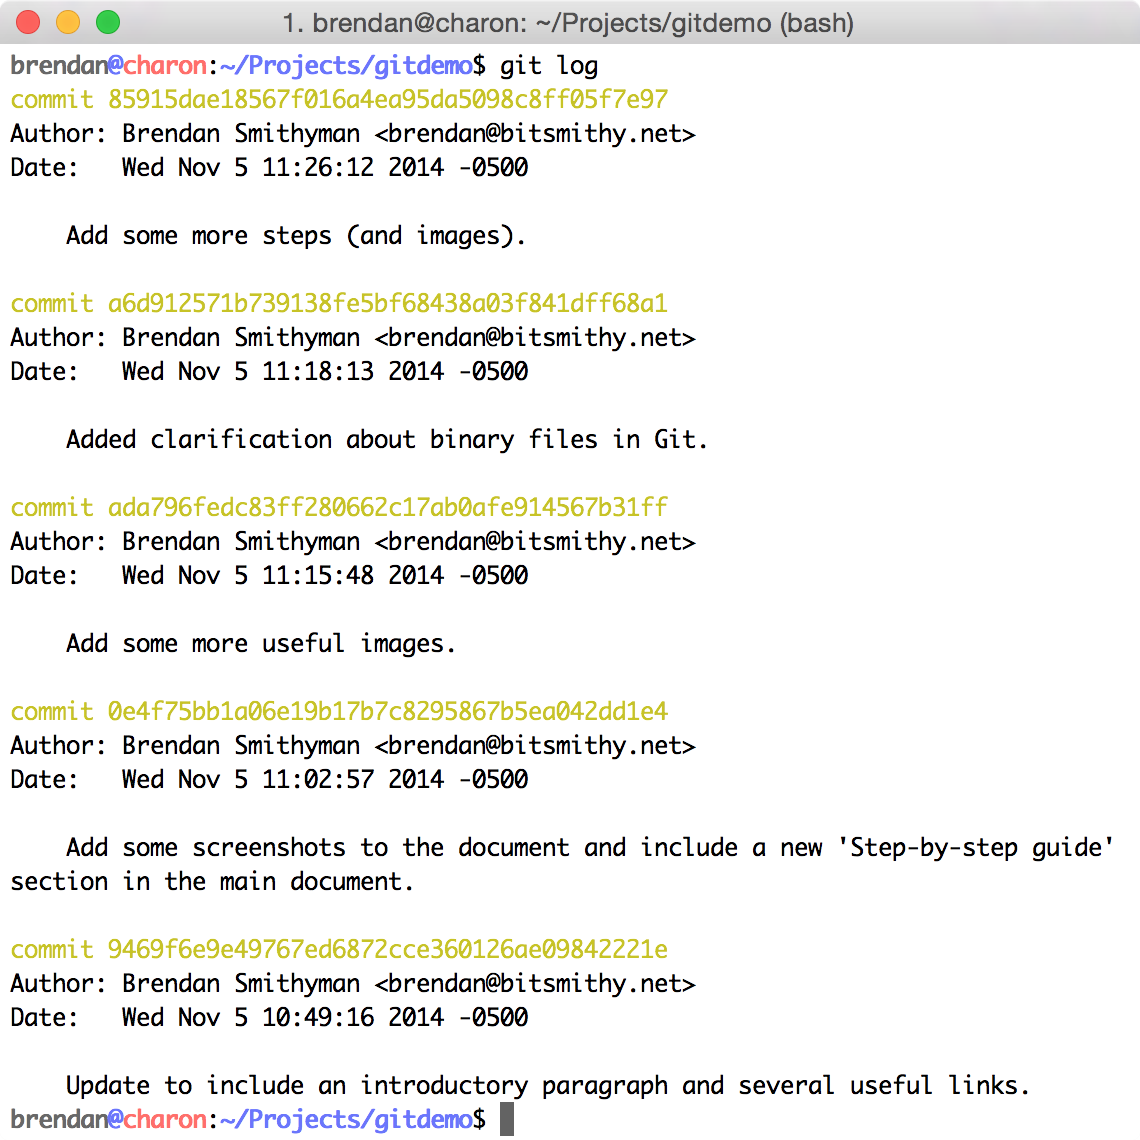 1. brendan@charon: ~/Projects/gitdemo (bash)
brendan@charon:~/Projects/gitdemo$ git log
commit 85915dae18567f016a4ea95da5098c8ff05f7e97
Author: Brendan Smithyman <brendan@bitsmithy.net>
Date:   Wed Nov 5 11:26:12 2014 -0500
    Add some more steps (and images).
commit a6d912571b739138fe5bf68438a03f841dff68a1
Author: Brendan Smithyman <brendan@bitsmithy.net>
Date:   Wed Nov 5 11:18:13 2014 -0500
    Added clarification about binary files in Git.
commit ada796fedc83ff280662c17ab0afe914567b31ff
Author: Brendan Smithyman <brendan@bitsmithy.net>
Date:   Wed Nov 5 11:15:48 2014 -0500
    Add some more useful images.
commit 0e4f75bb1a06e19b17b7c8295867b5ea042dd1e4
Author: Brendan Smithyman <brendan@bitsmithy.net>
Date:   Wed Nov 5 11:02:57 2014 -0500
    Add some screenshots to the document and include a new 'Step-by-step guide'
section in the main document.
commit 9469f6e9e49767ed6872cce360126ae09842221e
Author: Brendan Smithyman <brendan@bitsmithy.net>
Date:   Wed Nov 5 10:49:16 2014 -0500
    Update to include an introductory paragraph and several useful links.
brendan@charon:~/Projects/gitdemo$